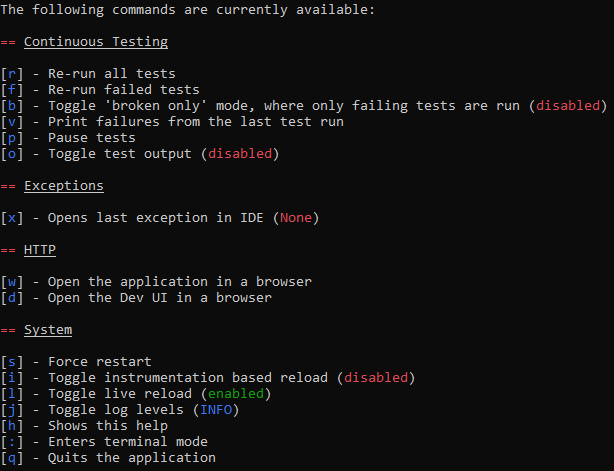 The following commands are currently available:
== Continuous Testing
[r] - Re-run all tests
[f] - Re-run failed tests
[b] - Toggle 'broken only' mode, where only failing tests are run (disabled)
[v] - Print failures from the last test run
[p] - Pause tests
[o] - Toggle test output (disabled)
== Exceptions
[x] - Opens last exception in IDE (None)
== HTTP
[w] - Open the application in a browser
[d] - Open the Dev UI in a browser
== System
[s] - Force restart
[i] - Toggle instrumentation based reload (disabled)
[l] - Toggle live reload (enabled)
[j] - Toggle log levels (INFO)
[h] - Shows this help
[:] - Enters terminal mode
[q] - Quits the application